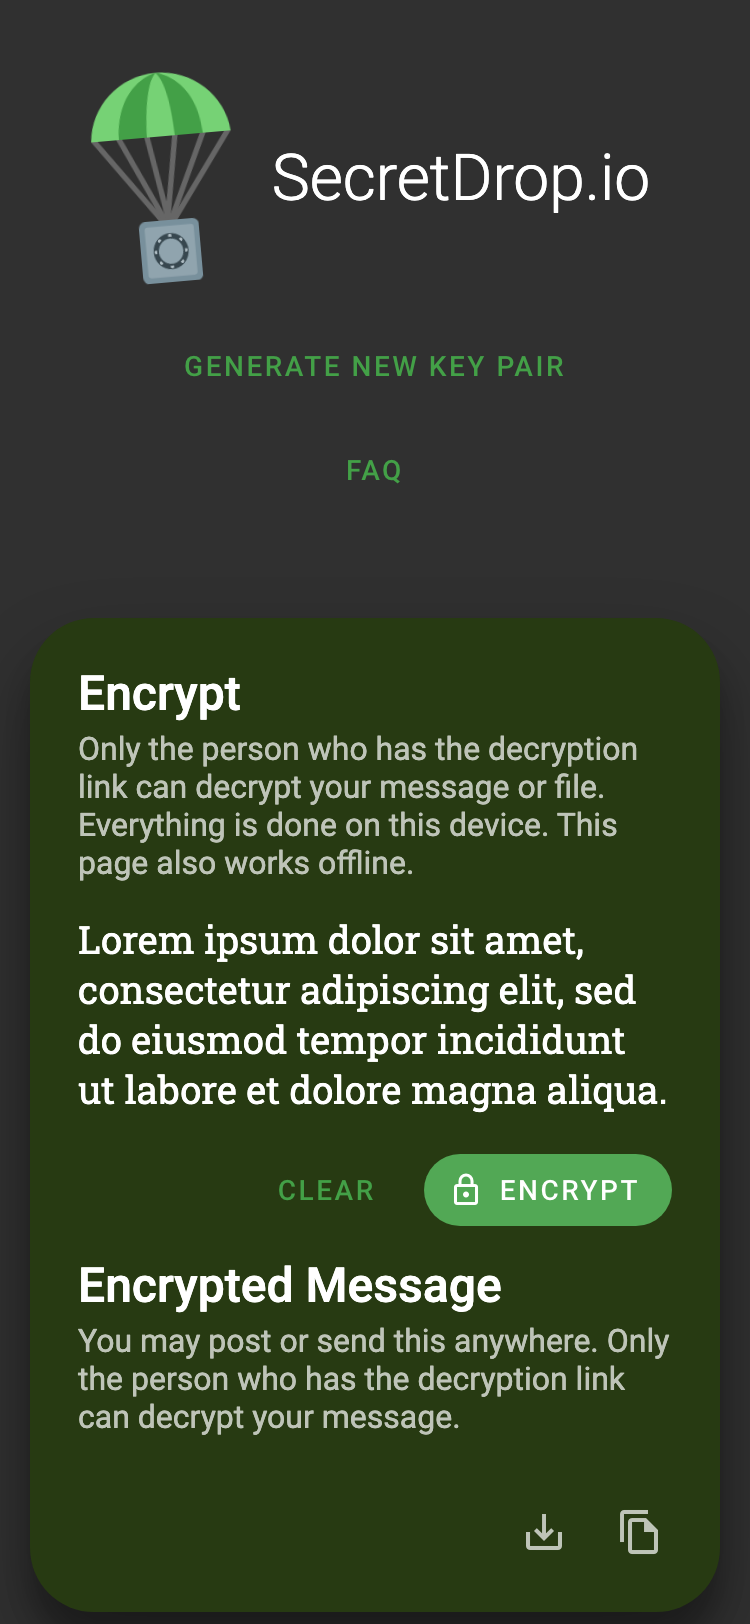 SecretDrop.io
GENERATE NEW KEY PAIR
FAQ
Encrypt
Only the person who has the decryption
link can decrypt your message or file.
Everything is done on this device. This
page also works offline.
Lorem ipsum dolor sit amet,
consectetur adipiscing elit, sed
do eiusmod tempor incididunt
ut labore et dolore magna aliqua.
CLEAR ENCRYPT
Encrypted Message
You may post or send this anywhere. Only
the person who has the decryption link
can decrypt your message.